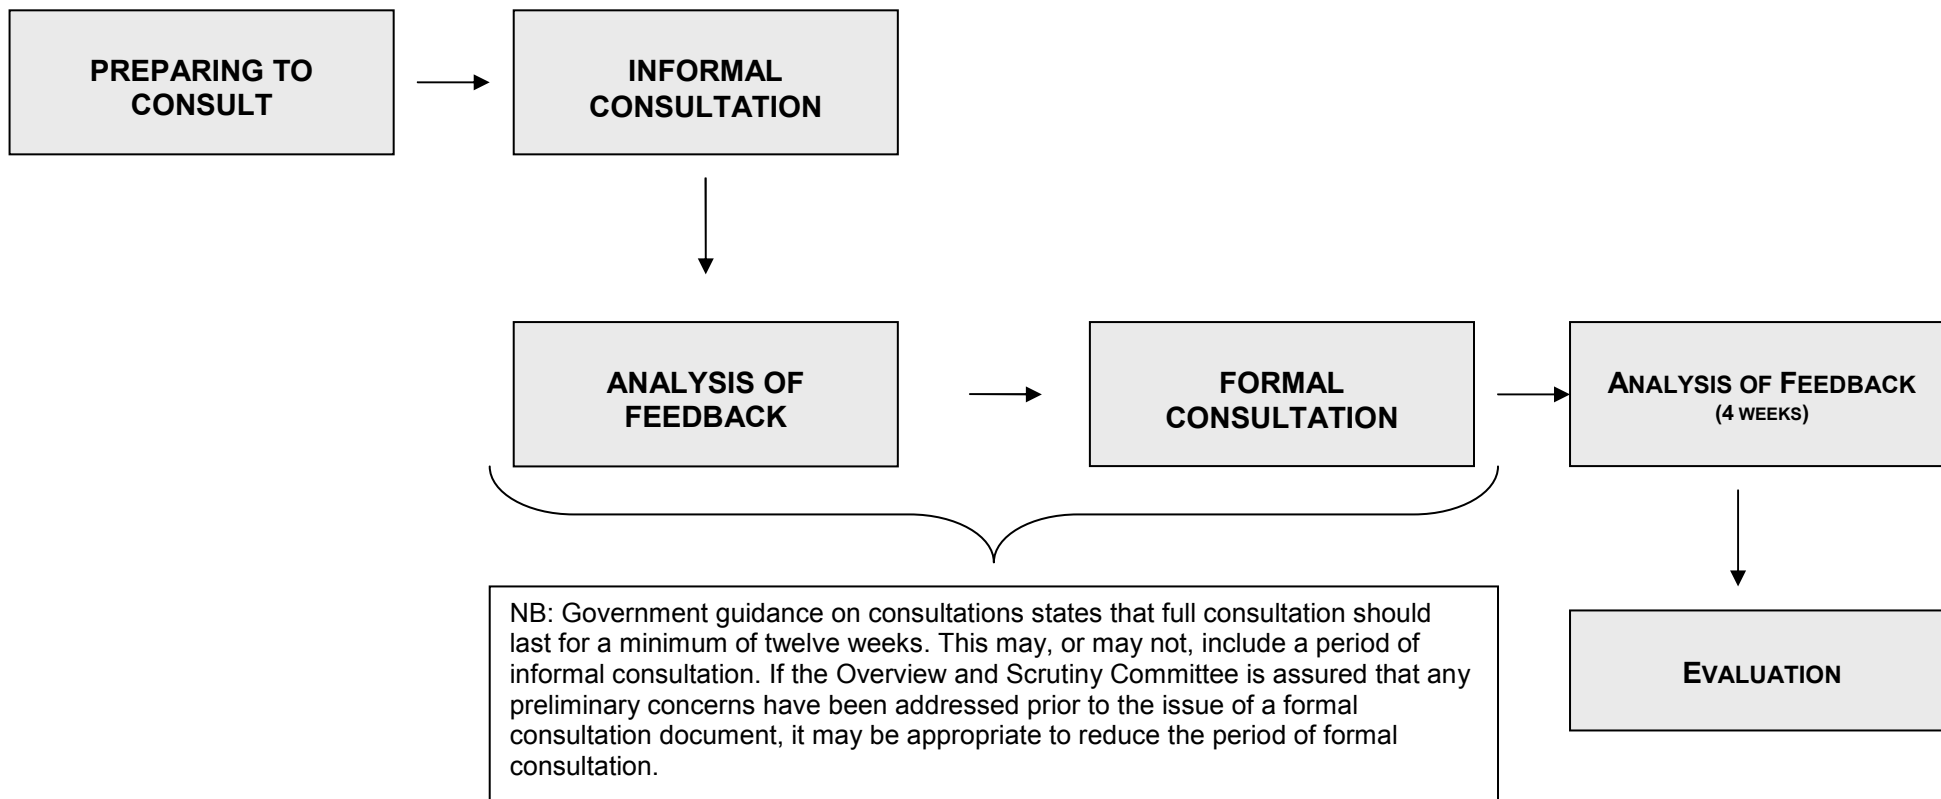 PREPARING TO
CONSULT
INFORMAL
CONSULTATION
ANALYSIS OF
FEEDBACK
FORMAL
CONSULTATION
ANALYSIS OF FEEDBACK
(4 WEEKS)
NB: Government guidance on consultations states that full consultation should
last for a minimum of twelve weeks. This may, or may not, include a period of
informal consultation. If the Overview and Scrutiny Committee is assured that any
preliminary concerns have been addressed prior to the issue of a formal
consultation document, it may be appropriate to reduce the period of formal
consultation.
EVALUATION